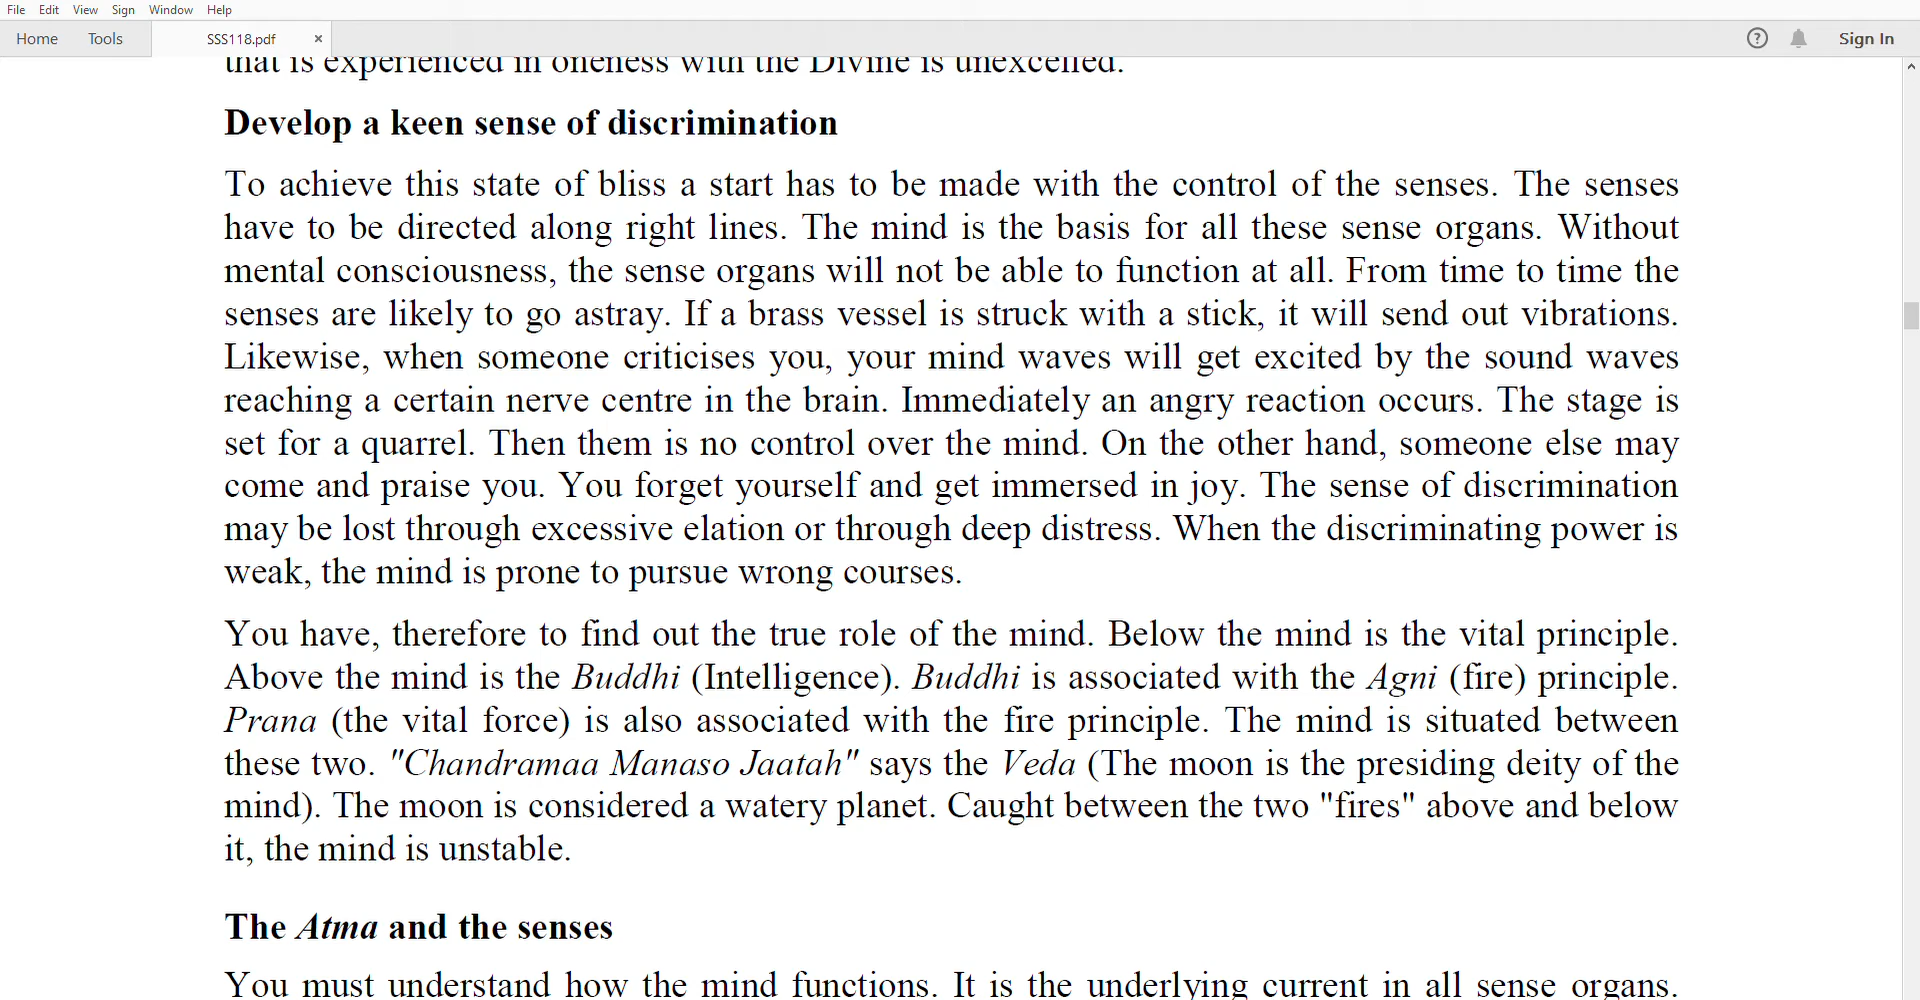 File Edit View Sign Window Help
Home Tools SSS118.pdf × ? Sign In
that is experienced in oneness with the Divine is unexcelled.
Develop a keen sense of discrimination
To achieve this state of bliss a start has to be made with the control of the senses. The senses
have to be directed along right lines. The mind is the basis for all these sense organs. Without
mental consciousness, the sense organs will not be able to function at all. From time to time the
senses are likely to go astray. If a brass vessel is struck with a stick, it will send out vibrations.
Likewise, when someone criticises you, your mind waves will get excited by the sound waves
reaching a certain nerve centre in the brain. Immediately an angry reaction occurs. The stage is
set for a quarrel. Then them is no control over the mind. On the other hand, someone else may
come and praise you. You forget yourself and get immersed in joy. The sense of discrimination
may be lost through excessive elation or through deep distress. When the discriminating power is
weak, the mind is prone to pursue wrong courses.
You have, therefore to find out the true role of the mind. Below the mind is the vital principle.
Above the mind is the Buddhi (Intelligence). Buddhi is associated with the Agni (fire) principle.
Prana (the vital force) is also associated with the fire principle. The mind is situated between
these two. "Chandramaa Manaso Jaatah" says the Veda (The moon is the presiding deity of the
mind). The moon is considered a watery planet. Caught between the two "fires" above and below
it, the mind is unstable.
The Atma and the senses
You must understand how the mind functions. It is the underlying current in all sense organs.